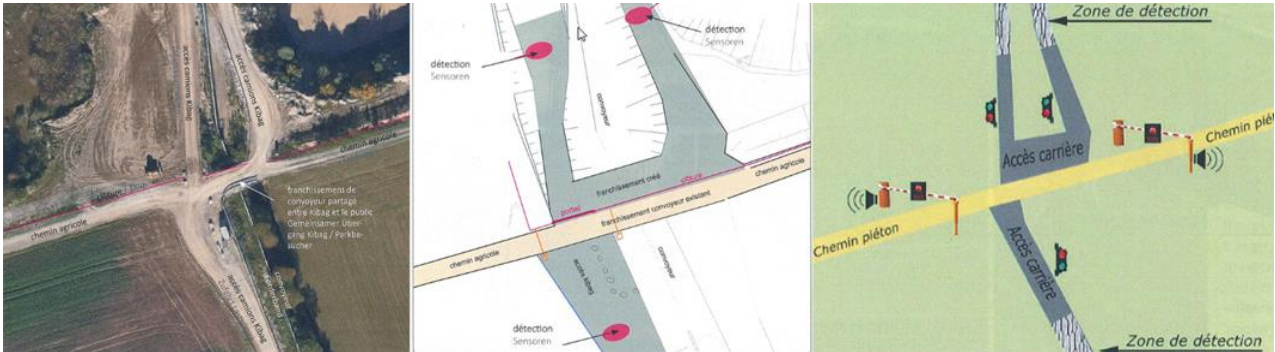 accès camions Kibag
accès camions Kibag
chemin agricole
clôture
chemin agricole
franchissement de
convoyeur partagé
entre Kibag et le public
Gemeinsamer Über-
gang Kibag / Parkbe-
sucher
accès camions Kibag
détection
Sensoren
détection
Sensoren
convoyeur
franchissement créé
clôture
chemin agricole
portail
franchissement convoyeur existant
chemin agricole
accès kibag
convoyeur
détection
Sensoren
Zone de détection
Accès carrière
Chemin piéton
Chemin piéton
Accès carrière
Zone de détection